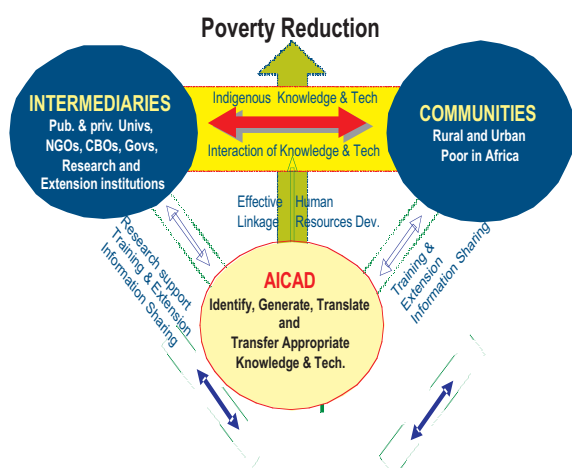 Poverty Reduction
INTERMEDIARIES
Pub. & priv. Univs,
NGOs, CBOs, Govs,
Research and
Extension institutions
Indigenous Knowledge & Tech
Interaction of Knowledge & Tech
COMMUNITIES
Rural and Urban
Poor in Africa
Effective Human
Linkage Resources Dev.
Research support
Training & Extension
Information Sharing
AICAD
Identify, Generate, Translate
and
Transfer Appropriate
Knowledge & Tech.
Training &
Extension
Information Sharing